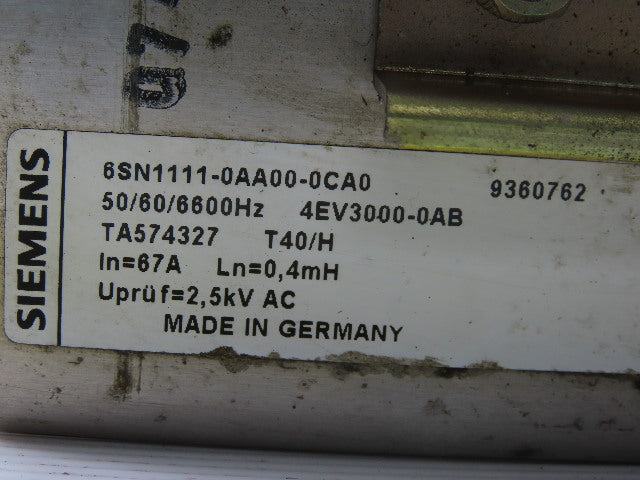 SIEMENS
6SN1111-0AA00-0CA0 9360762
50/60/6600Hz 4EV3000-0AB
TA574327 T40/H
In=67A Ln=0,4mH
Uprüf=2,5kV AC
MADE IN GERMANY